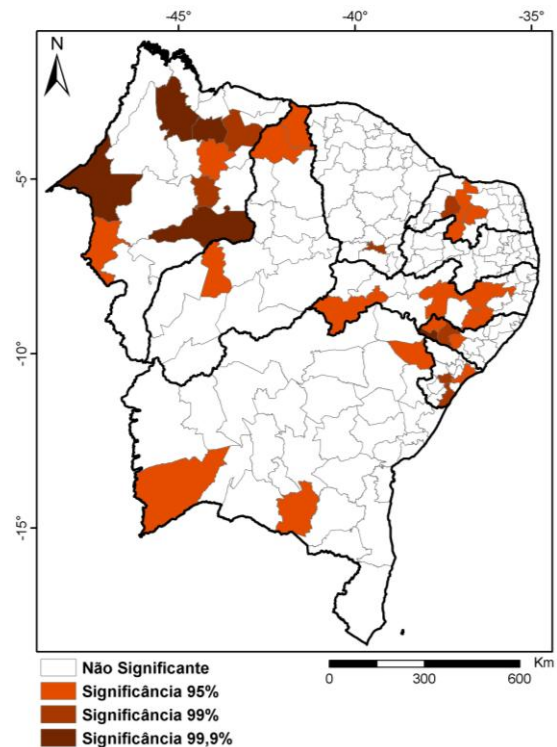 -45° -40° -35°
N
-5°
-10°
-15°
Km
0 300 600
Não Significante
Significância 95%
Significância 99%
Significância 99,9%